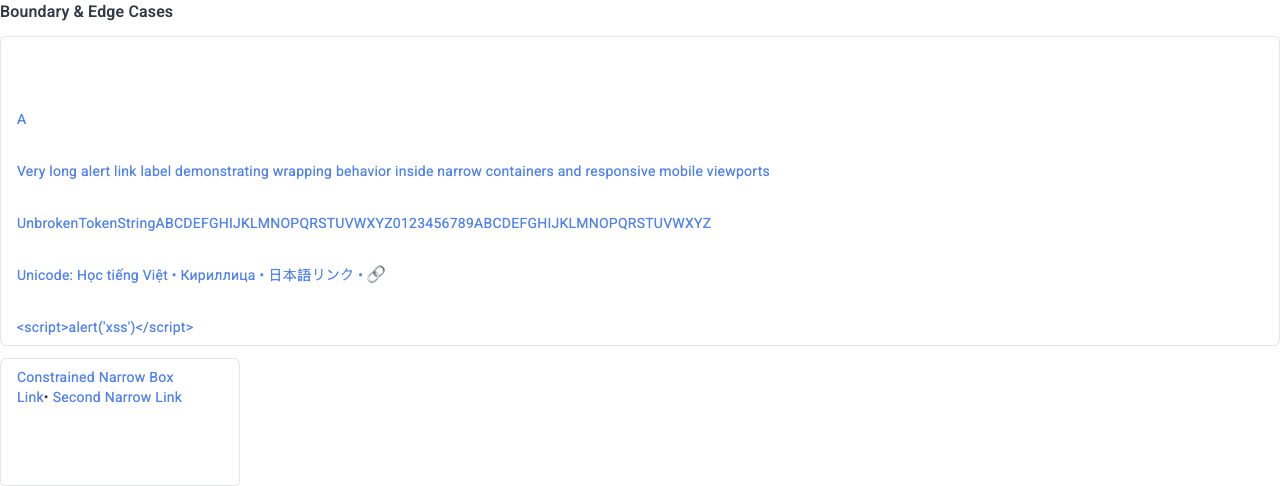 Boundary & Edge Cases
A
Very long alert link label demonstrating wrapping behavior inside narrow containers and responsive mobile viewports
UnbrokenTokenStringABCDEFGHIJKLMNOPQRSTUVWXYZ0123456789ABCDEFGHIJKLMNOPQRSTUVWXYZ
Unicode: Học tiếng Việt • Кириллица • 日本語リンク • 🔗
<script>alert('xss')</script>
Constrained Narrow Box
Link• Second Narrow Link